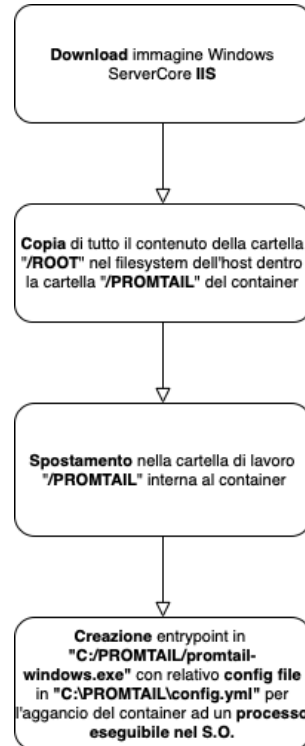 Download immagine Windows
ServerCore IIS
Copia di tutto il contenuto della cartella
"/ROOT" nel filesystem dell'host dentro
la cartella "/PROMTAIL" del container
Spostamento nella cartella di lavoro
"/PROMTAIL" interna al container
Creazione entrypoint in
"C:/PROMTAIL/promtail-
windows.exe" con relativo config file
in "C:\PROMTAIL\config.yml" per
l'aggancio del container ad un processo
eseguibile nel S.O.